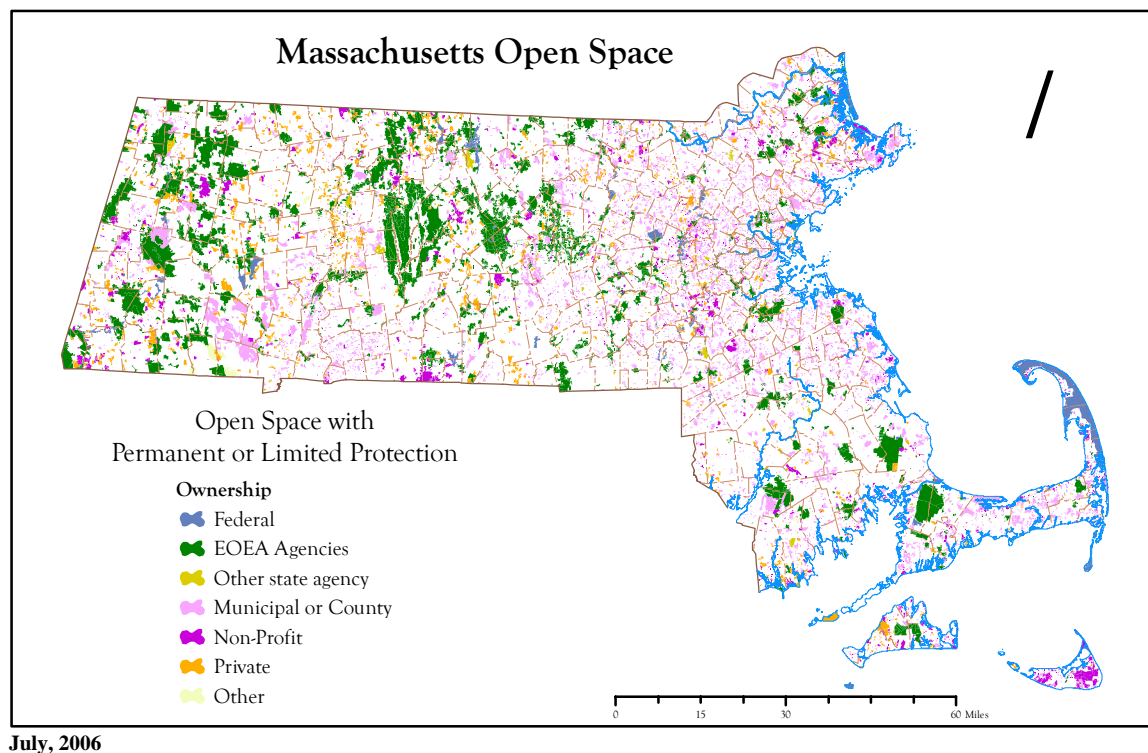 Massachusetts Open Space
/
Open Space with
Permanent or Limited Protection
Ownership
Federal
EOEA Agencies
Other state agency
Municipal or County
Non-Profit
Private
Other
0 15 30 60 Miles
July, 2006